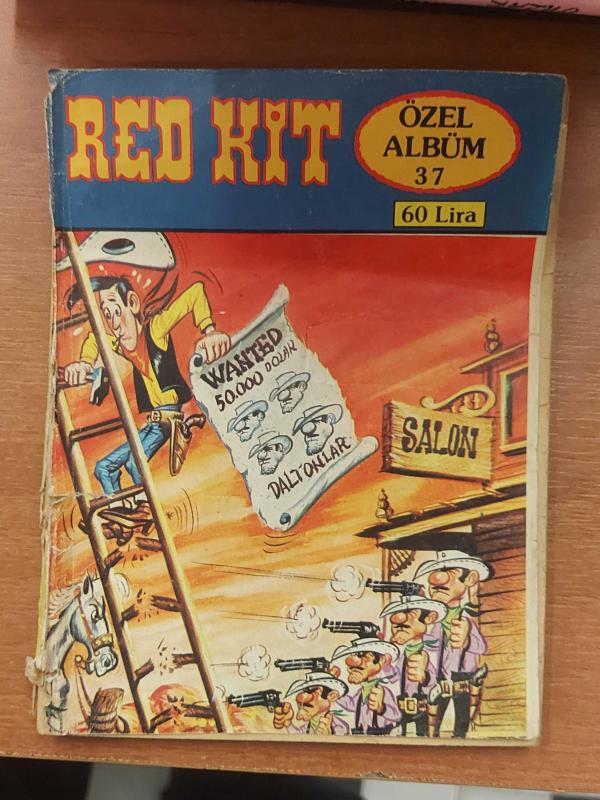 RED KIT
ÖZEL
ALBÜM
37
60 Lira
WANTED
50.000 DOLAR
DALTONLAR
SALON